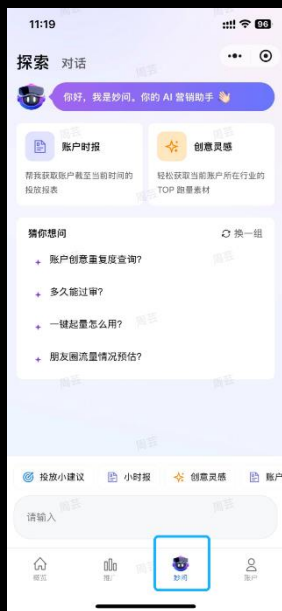 11:19
96
探索 对话
你好，我是妙问。你的 AI 营销助手
账户时报
帮我获取账户截至当前时间的
投放报表
创意灵感
轻松获取当前账户所在行业的
TOP 跑量素材
猜你想问
换一组
账户创意重复度查询?
多久能过审?
一键起量怎么用?
朋友圈流量情况预估?
投放小建议 小时报 创意灵感 账户
请输入
概览 推广 妙问 账户